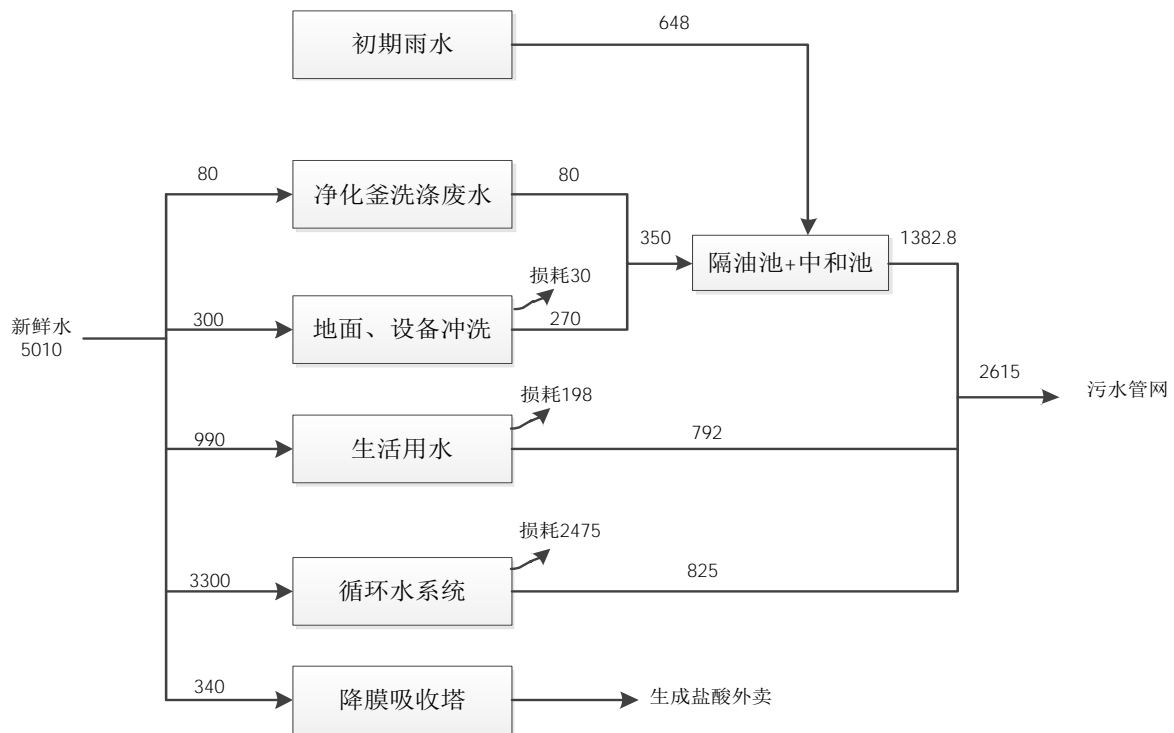 648
初期雨水
80
净化釜洗涤废水
80
350
1382.8
隔油池+中和池
损耗30
新鲜水
5010
300
地面、设备冲洗
270
2615
污水管网
损耗198
990
生活用水
792
损耗2475
3300
循环水系统
825
340
降膜吸收塔
生成盐酸外卖